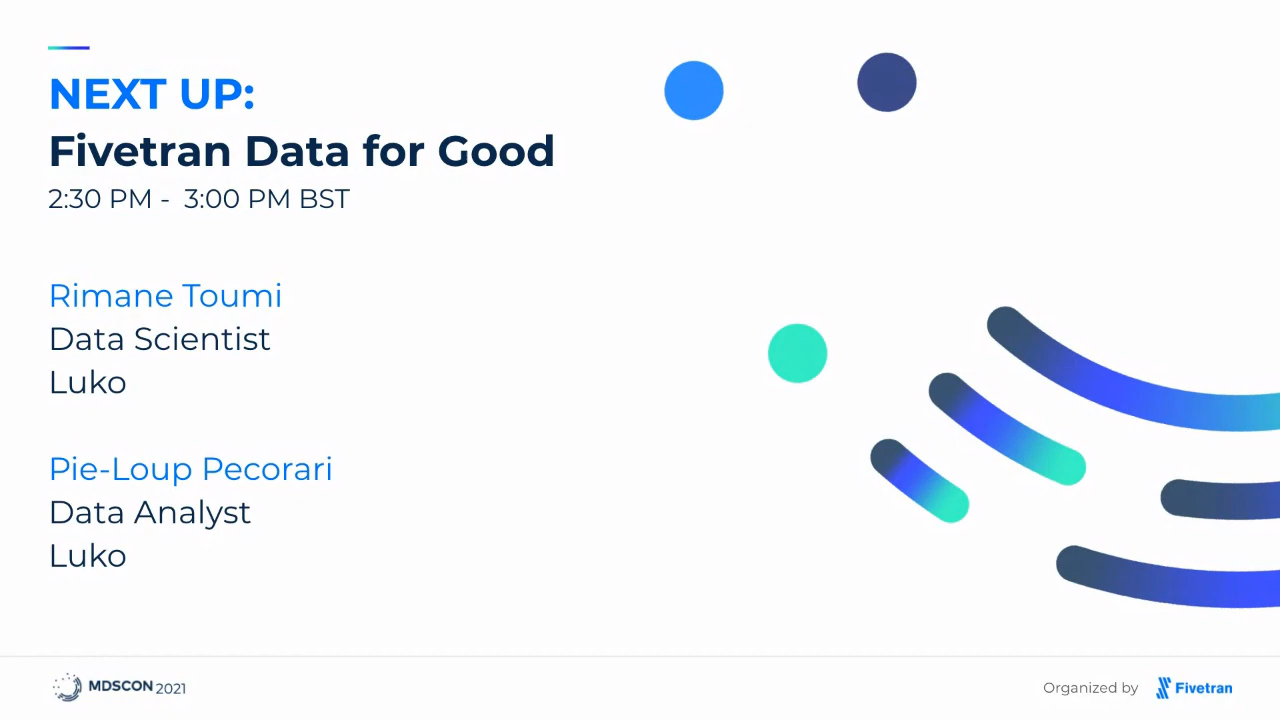 NEXT UP:
Fivetran Data for Good
2:30 PM -  3:00 PM BST
Rimane Toumi
Data Scientist
Luko
Pie-Loup Pecorari
Data Analyst
Luko
MDSCON 2021
Organized by Fivetran